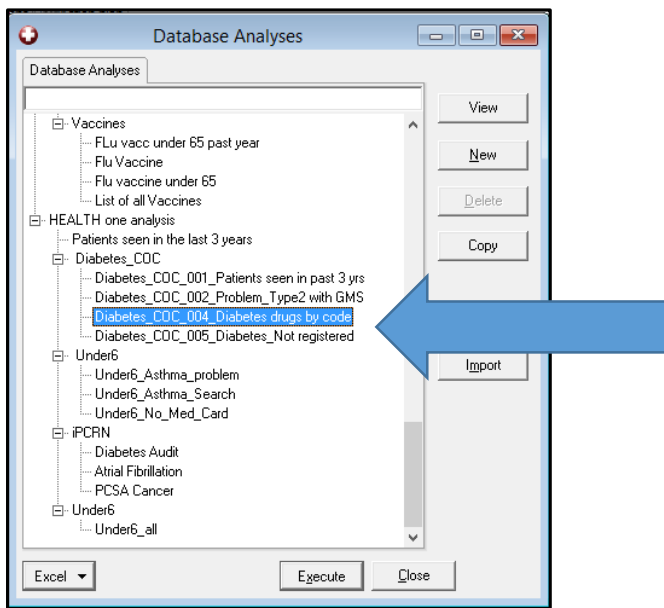 Database Analyses
Database Analyses
View
Vaccines
FLu vacc under 65 past year
New
Flu Vaccine
Flu vaccine under 65
List of all Vaccines
Delete
HEALTH one analysis
Patients seen in the last 3 years
Copy
Diabetes_COC
Diabetes_COC_001_Patients seen in past 3 yrs
Diabetes_COC_002_Problem_Type2 with GMS
Diabetes_COC_004_Diabetes drugs by code
Diabetes_COC_005_Diabetes_Not registered
Under6
Import
Under6_Asthma_problem
Under6_Asthma_Search
Under6_No_Med_Card
iPCRN
Diabetes Audit
Atrial Fibrillation
PCSA Cancer
Under6
Under6_all
Excel
Execute
Close